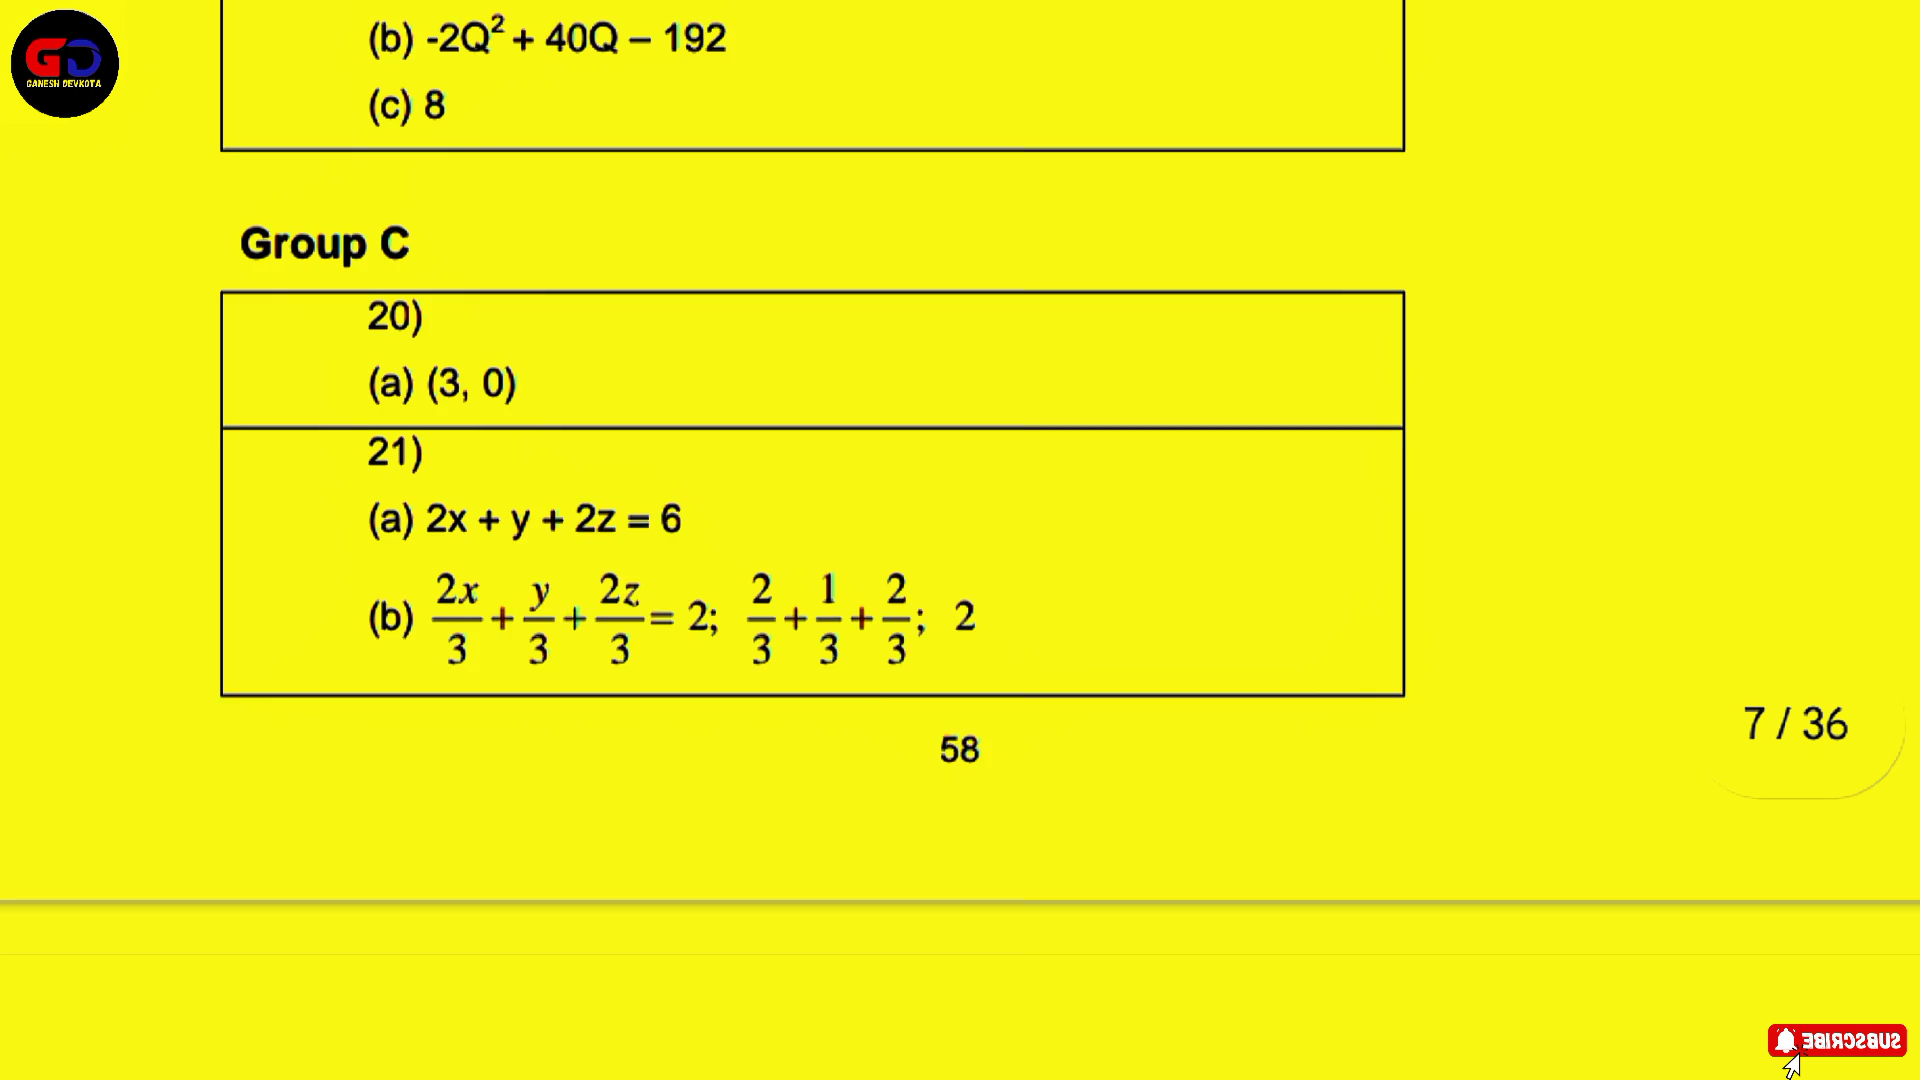 GD
GANESH DEVKOTA
(b) -2Q² + 40Q – 192
(c) 8
Group C
20)
(a) (3, 0)
21)
(a) 2x + y + 2z = 6
(b) 2x/3 + y/3 + 2z/3 = 2; 2/3 + 1/3 + 2/3; 2
58
7 / 36
SUBSCRIBE